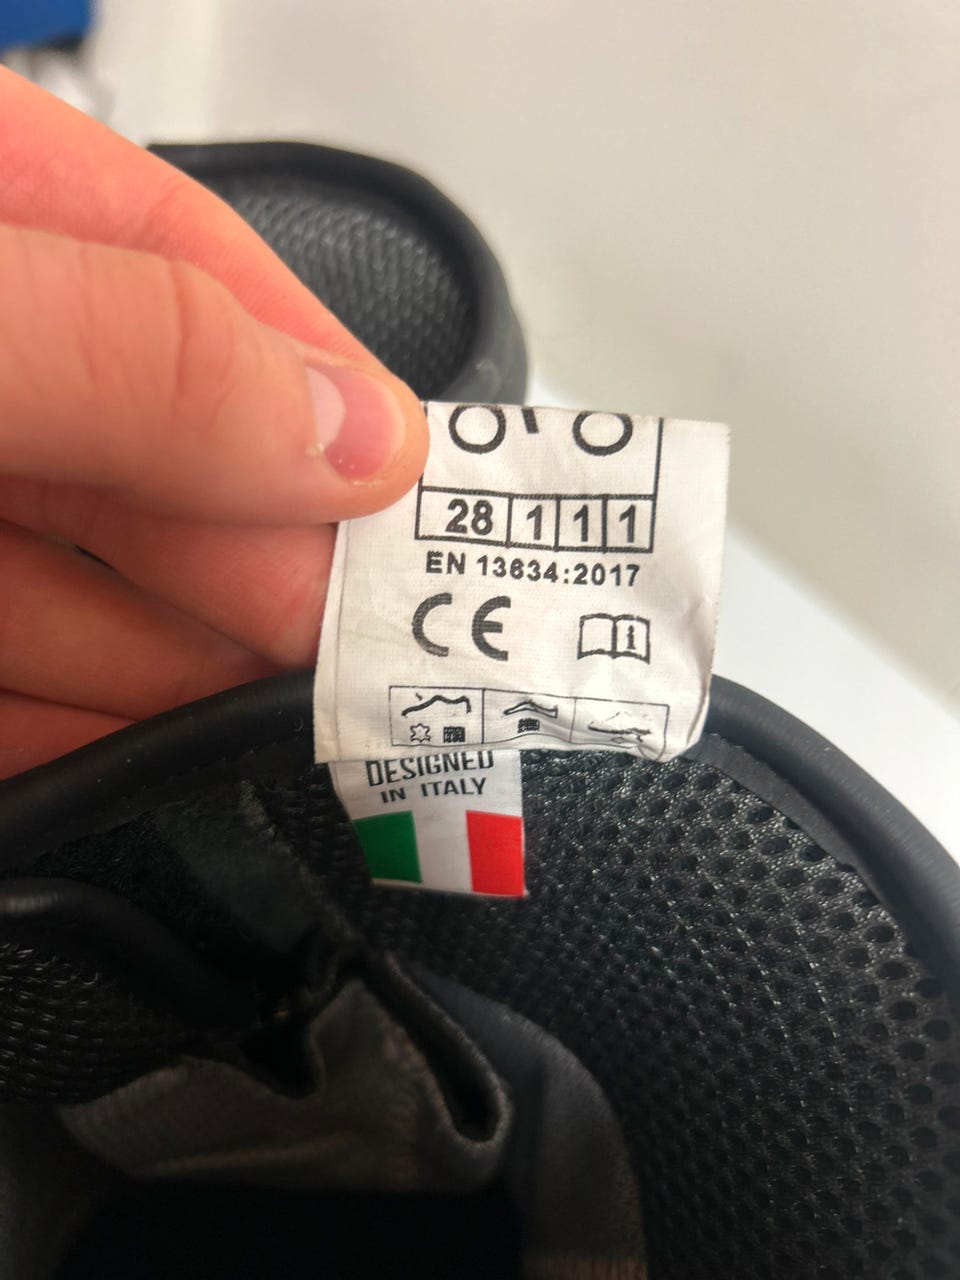 28 1 1 1
EN 13634:2017
CE
i
DESIGNED
IN ITALY